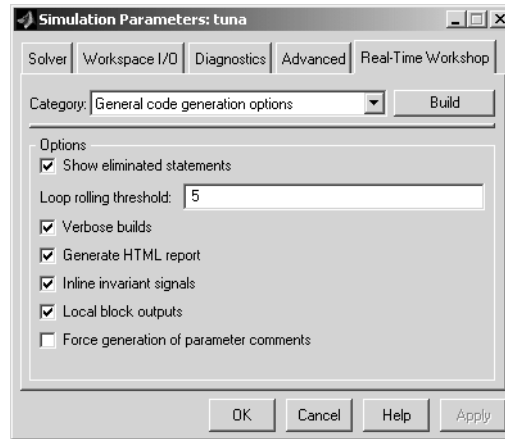 Simulation Parameters: tuna
Solver Workspace I/O Diagnostics Advanced Real-Time Workshop
Category: General code generation options Build
Options
Show eliminated statements
Loop rolling threshold: 5
Verbose builds
Generate HTML report
Inline invariant signals
Local block outputs
Force generation of parameter comments
OK Cancel Help Apply